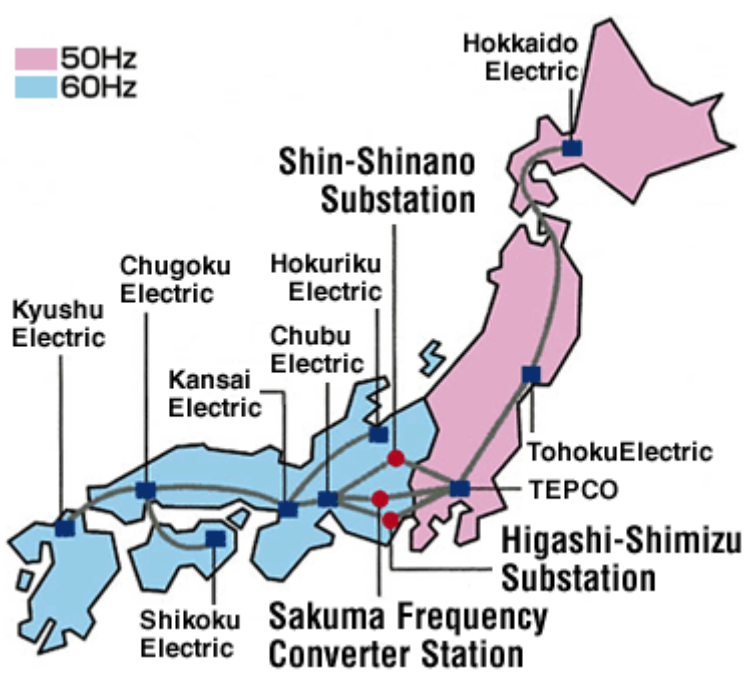 50Hz
60Hz
Hokkaido
Electric
Shin-Shinano
Substation
Chugoku
Electric
Hokuriku
Electric
Kyushu
Electric
Chubu
Electric
Kansai
Electric
TohokuElectric
TEPCO
Higashi-Shimizu
Substation
Shikoku
Electric
Sakuma Frequency
Converter Station